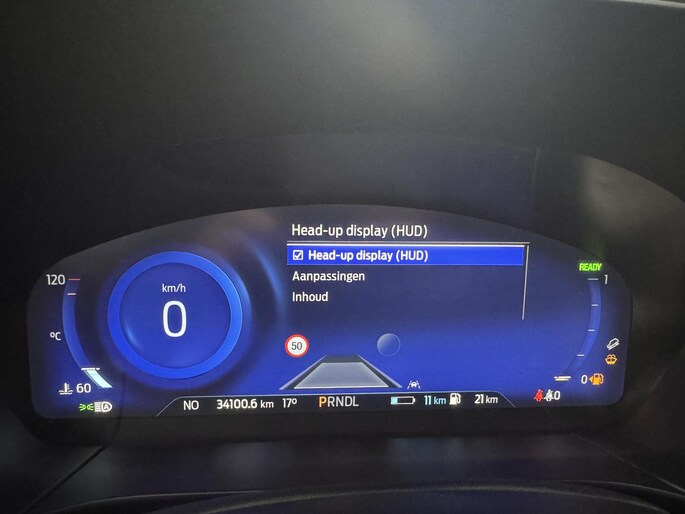 Head-up display (HUD)
Head-up display (HUD)
Aanpassingen
Inhoud
120
km/h
0
READY
1
°C
50
60
0
A
NO 34100.6 km 17° PRNDL 11 km 21 km
40